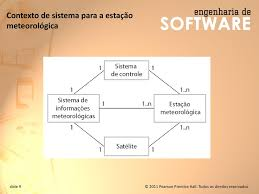 Contexto de sistema para a estação
meteorológica
engenharia de
SOFTWARE
Sistema
de controle
1
1
1
1..n
Sistema de
informações
meteorológicas
Estação
meteorológica
1
1..n
1
1..n
1
1
Satélite
slide 9
© 2011 Pearson Prentice Hall. Todos os direitos reservados.